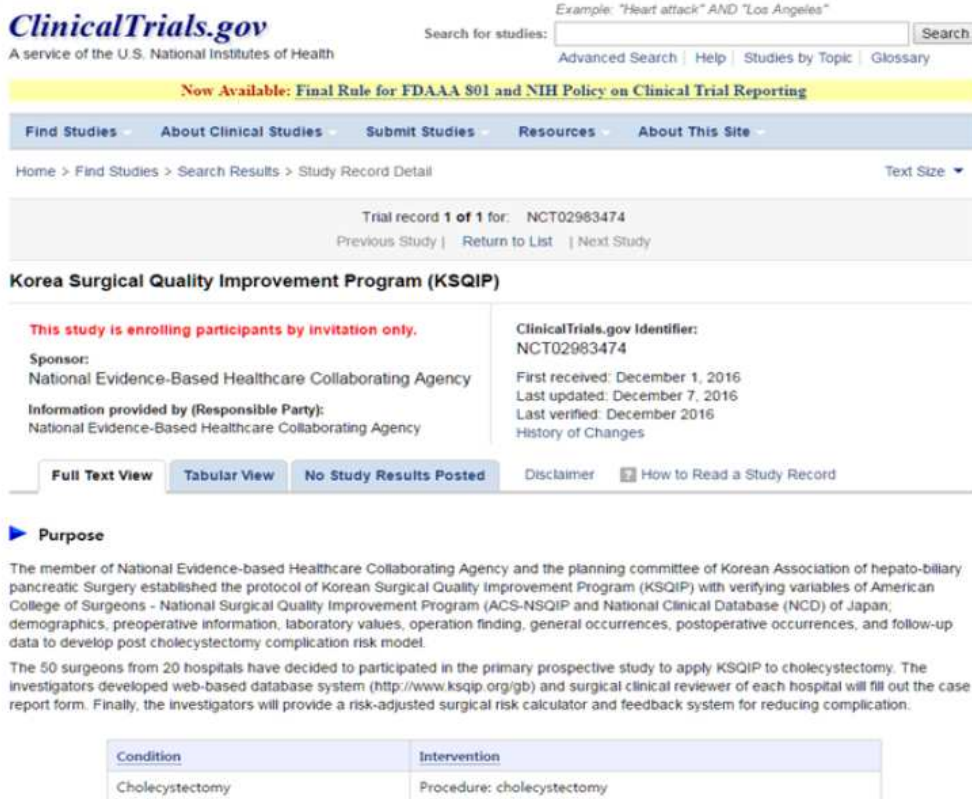 Example: "Heart attack" AND "Los Angeles"
ClinicalTrials.gov
A service of the U.S. National Institutes of Health
Search for studies:
Search
Advanced Search | Help | Studies by Topic | Glossary
Now Available: Final Rule for FDAAA 801 and NIH Policy on Clinical Trial Reporting
Find Studies About Clinical Studies Submit Studies Resources About This Site
Home > Find Studies > Search Results > Study Record Detail
Text Size
Trial record 1 of 1 for: NCT02983474
Previous Study | Return to List | Next Study
Korea Surgical Quality Improvement Program (KSQIP)
This study is enrolling participants by invitation only.
Sponsor:
National Evidence-Based Healthcare Collaborating Agency
Information provided by (Responsible Party):
National Evidence-Based Healthcare Collaborating Agency
ClinicalTrials.gov Identifier:
NCT02983474
First received: December 1, 2016
Last updated: December 7, 2016
Last verified: December 2016
History of Changes
Full Text View Tabular View No Study Results Posted Disclaimer ? How to Read a Study Record
Purpose
The member of National Evidence-based Healthcare Collaborating Agency and the planning committee of Korean Association of hepato-biliary
pancreatic Surgery established the protocol of Korean Surgical Quality Improvement Program (KSQIP) with verifying variables of American
College of Surgeons - National Surgical Quality Improvement Program (ACS-NSQIP and National Clinical Database (NCD) of Japan;
demographics, preoperative information, laboratory values, operation finding, general occurrences, postoperative occurrences, and follow-up
data to develop post cholecystectomy complication risk model.
The 50 surgeons from 20 hospitals have decided to participated in the primary prospective study to apply KSQIP to cholecystectomy. The
investigators developed web-based database system (http://www.ksqip.org/gb) and surgical clinical reviewer of each hospital will fill out the case
report form. Finally, the investigators will provide a risk-adjusted surgical risk calculator and feedback system for reducing complication.
Condition Intervention
Cholecystectomy Procedure: cholecystectomy